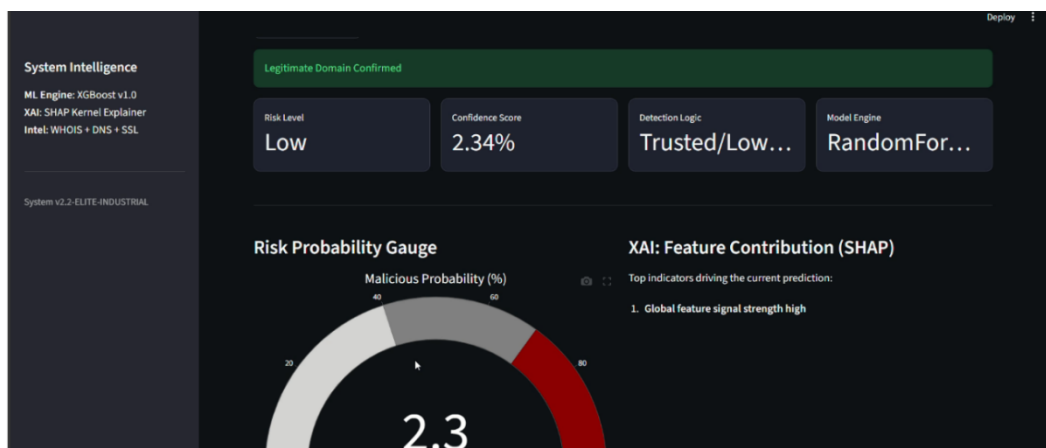 Deploy
System Intelligence
ML Engine: XGBoost v1.0
XAI: SHAP Kernel Explainer
Intel: WHOIS + DNS + SSL
System v2.2-ELITE-INDUSTRIAL
Legitimate Domain Confirmed
Risk Level
Low
Confidence Score
2.34%
Detection Logic
Trusted/Low...
Model Engine
RandomFor...
Risk Probability Gauge
Malicious Probability (%)
20
40
60
80
2.3
XAI: Feature Contribution (SHAP)
Top indicators driving the current prediction:
1. Global feature signal strength high